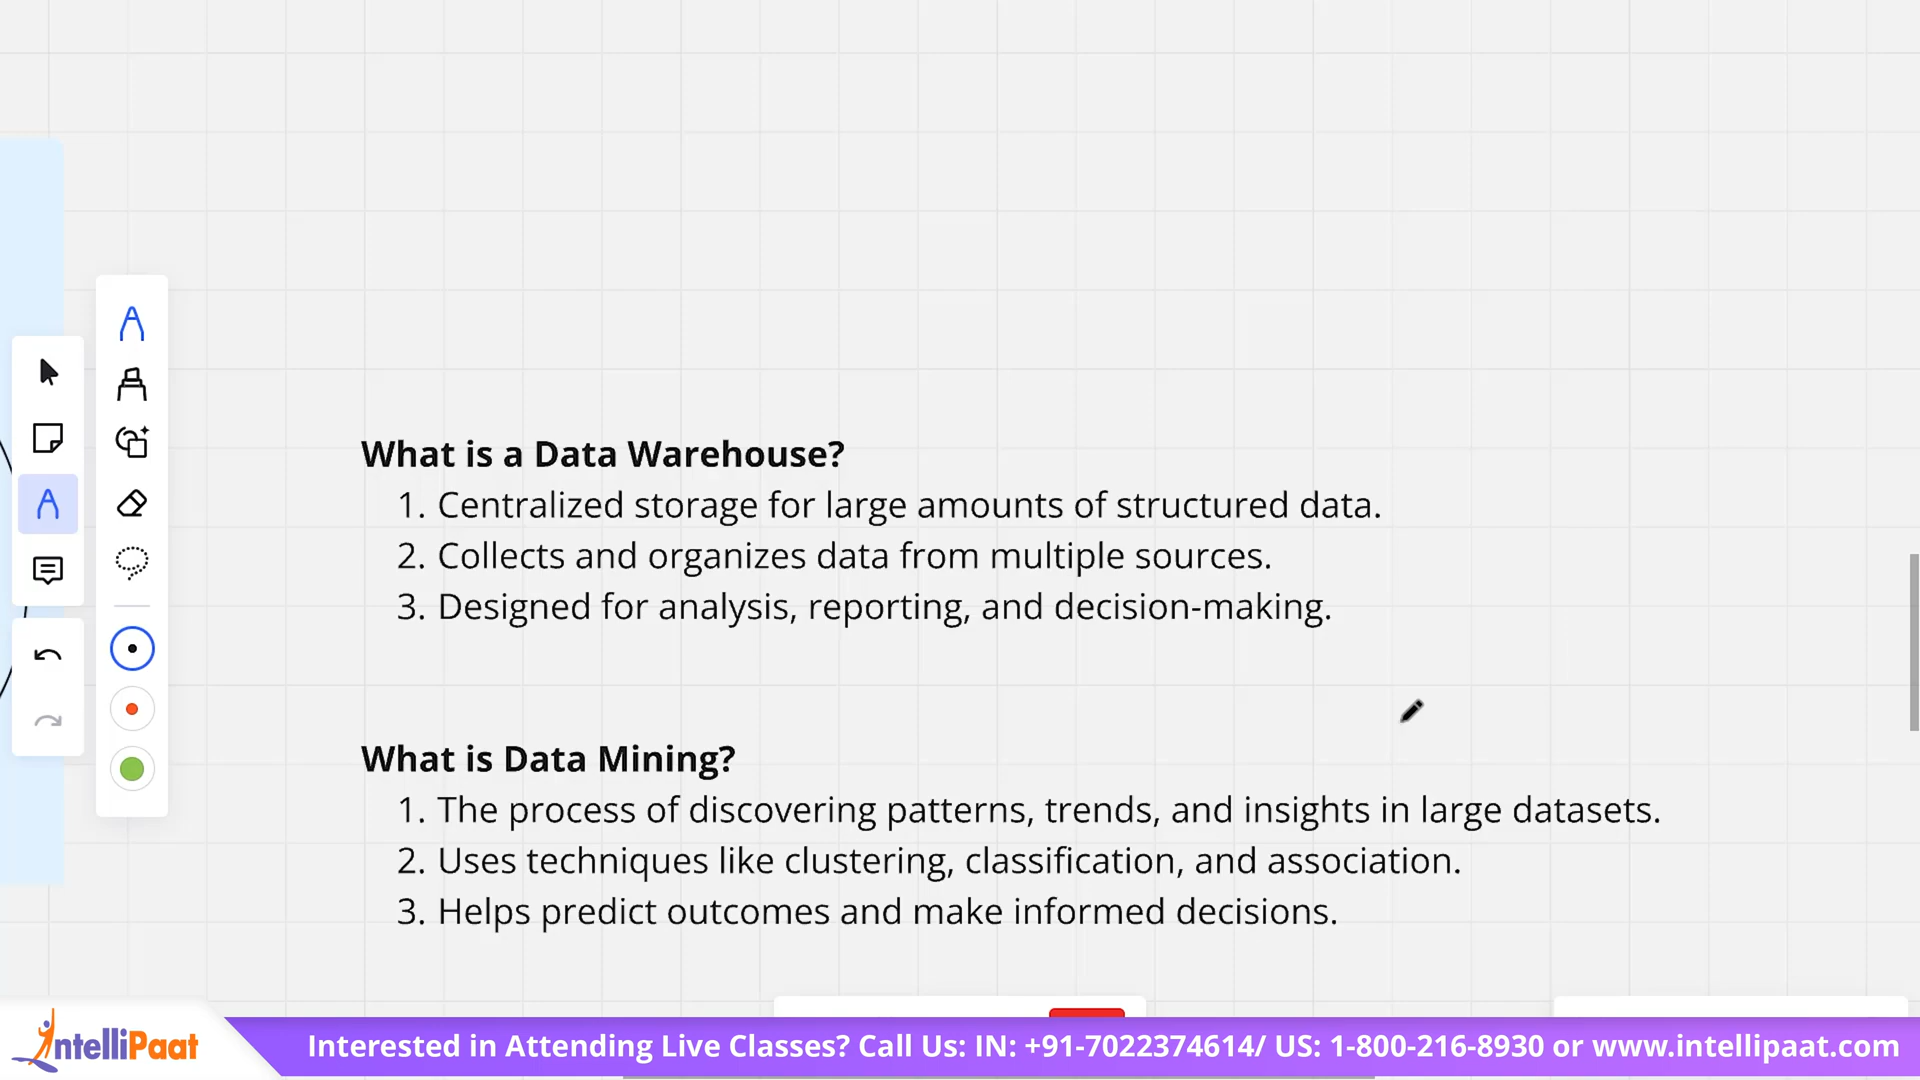 What is a Data Warehouse?
1. Centralized storage for large amounts of structured data.
2. Collects and organizes data from multiple sources.
3. Designed for analysis, reporting, and decision-making.
What is Data Mining?
1. The process of discovering patterns, trends, and insights in large datasets.
2. Uses techniques like clustering, classification, and association.
3. Helps predict outcomes and make informed decisions.
IntelliPaat
Interested in Attending Live Classes? Call Us: IN: +91-7022374614/ US: 1-800-216-8930 or www.intellipaat.com